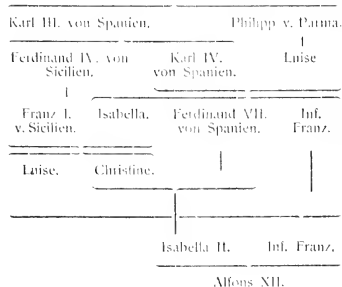 Karl III. von Spanien. Philipp v. Parma.
Ferdinand IV. von Karl IV. Luise
Sicilien. von Spanien.
Franz I. Isabella. Ferdinand VII. Inf.
v. Sicilien. von Spanien. Franz.
Luise. Christine.
Isabella II. Inf. Franz.
Alfons XII.